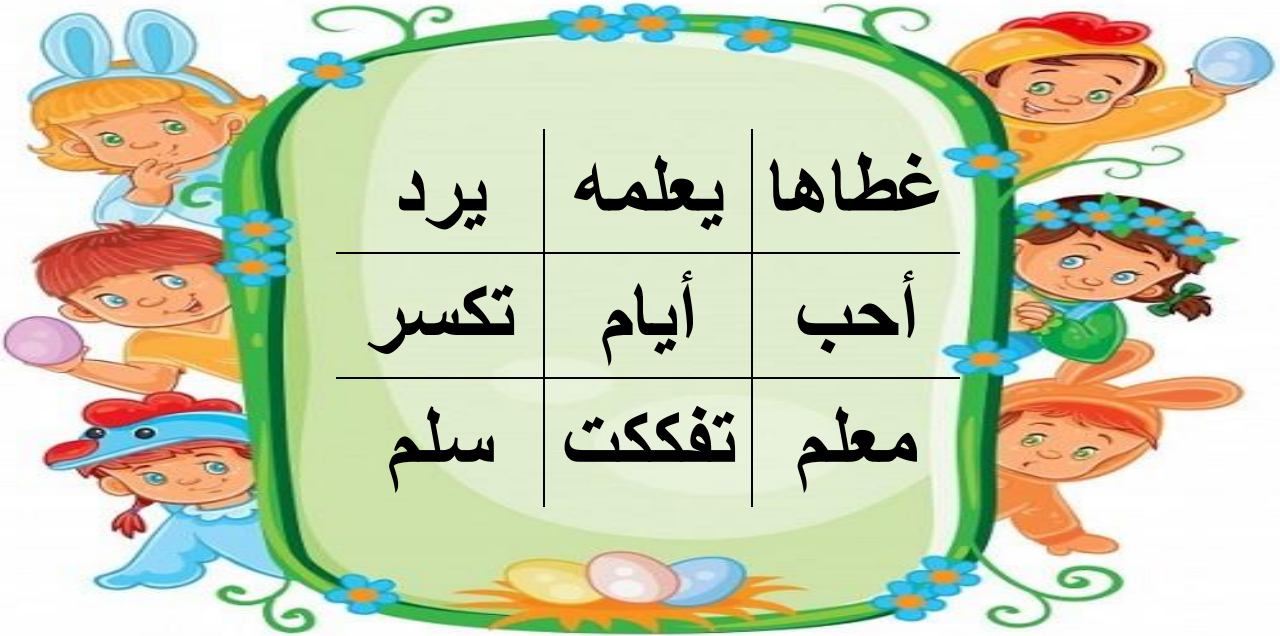 غطاها يعلمه يرد
أحب أيام تكسر
معلم تفككت سلم